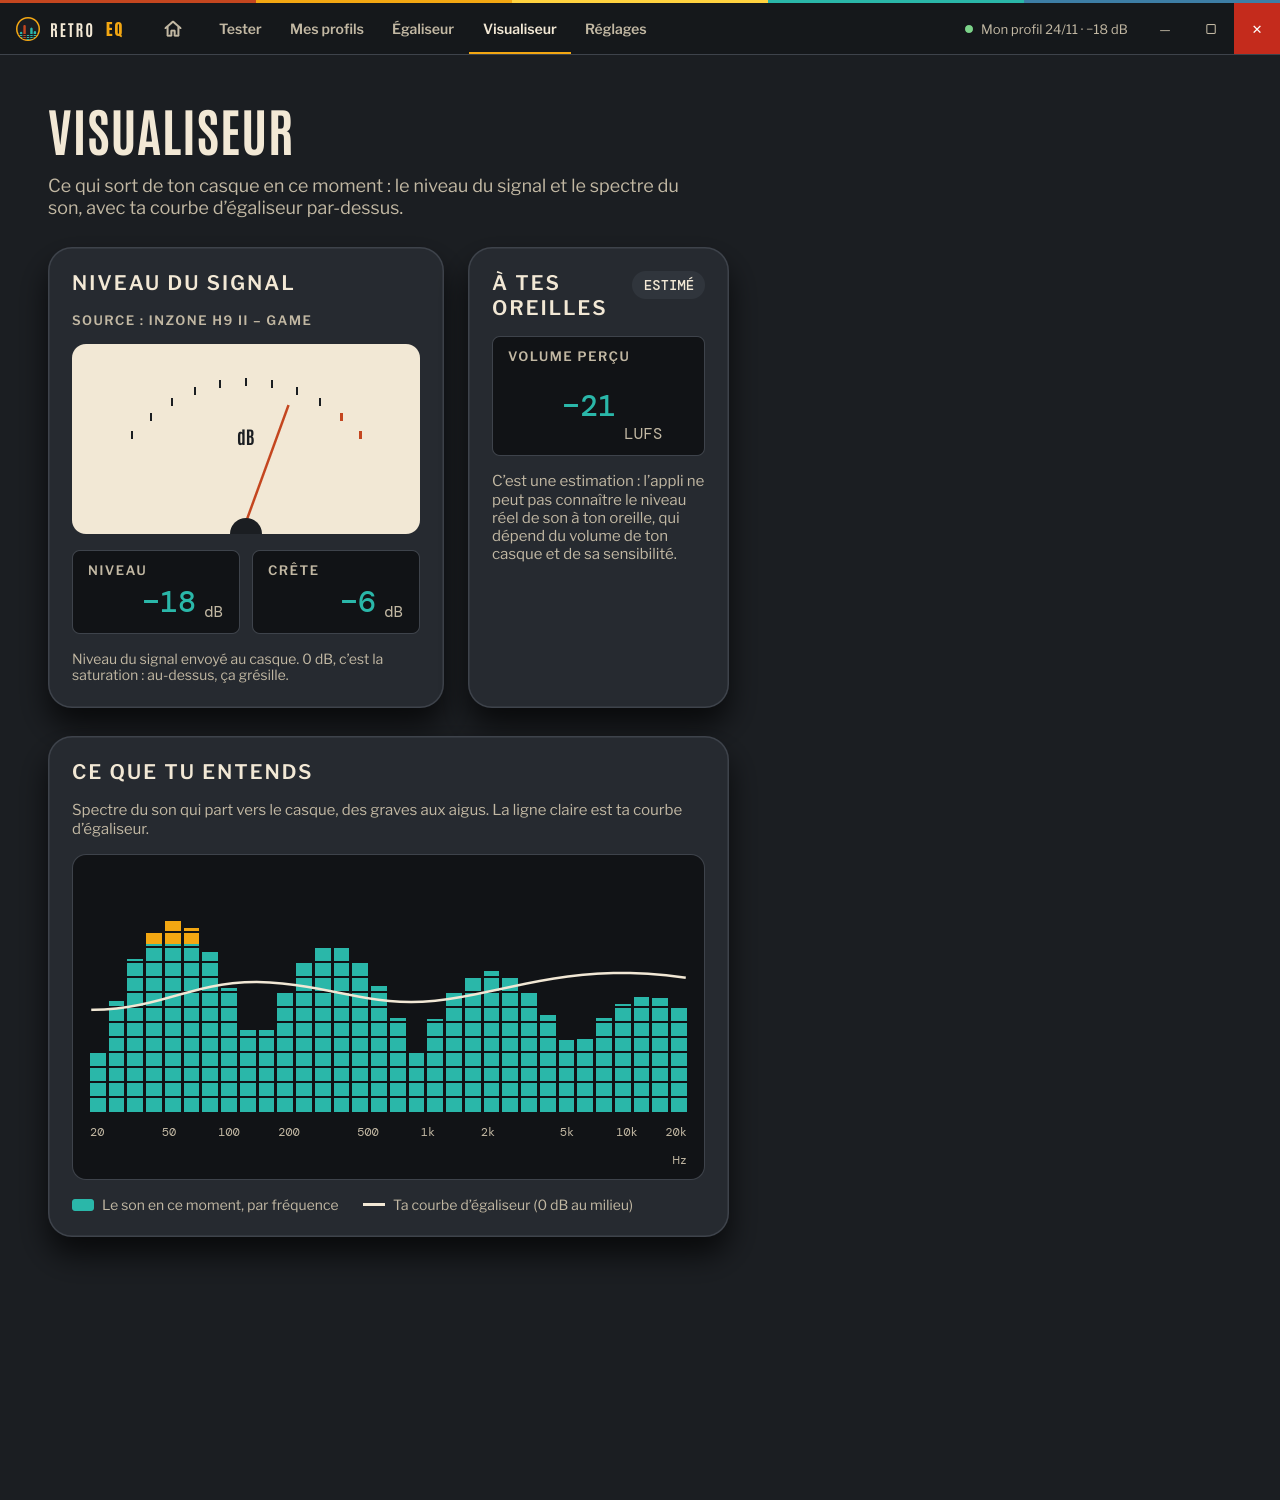 RETRO EQ
Tester
Mes profils
Égaliseur
Visualiseur
Réglages
Mon profil 24/11 · −18 dB
VISUALISEUR
Ce qui sort de ton casque en ce moment : le niveau du signal et le spectre du
son, avec ta courbe d’égaliseur par-dessus.
NIVEAU DU SIGNAL
SOURCE : INZONE H9 II – GAME
dB
NIVEAU
−18 dB
CRÊTE
−6 dB
Niveau du signal envoyé au casque. 0 dB, c’est la
saturation : au-dessus, ça grésille.
À TES
OREILLES
ESTIMÉ
VOLUME PERÇU
−21
LUFS
C’est une estimation : l’appli ne
peut pas connaître le niveau
réel de son à ton oreille, qui
dépend du volume de ton
casque et de sa sensibilité.
CE QUE TU ENTENDS
Spectre du son qui part vers le casque, des graves aux aigus. La ligne claire est ta courbe
d’égaliseur.
20 50 100 200 500 1k 2k 5k 10k 20k
Hz
Le son en ce moment, par fréquence
Ta courbe d’égaliseur (0 dB au milieu)